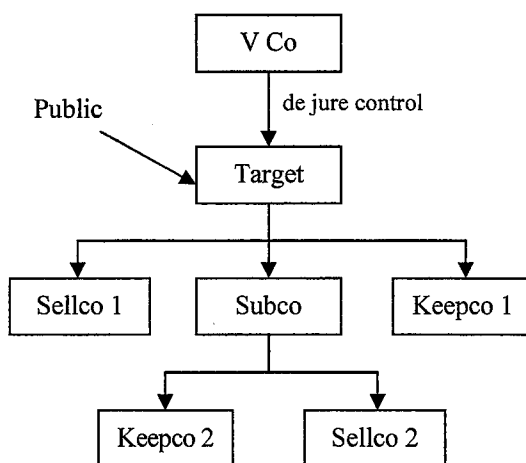 V Co
de jure control
Public
Target
Sellco 1
Subco
Keepco 1
Keepco 2
Sellco 2